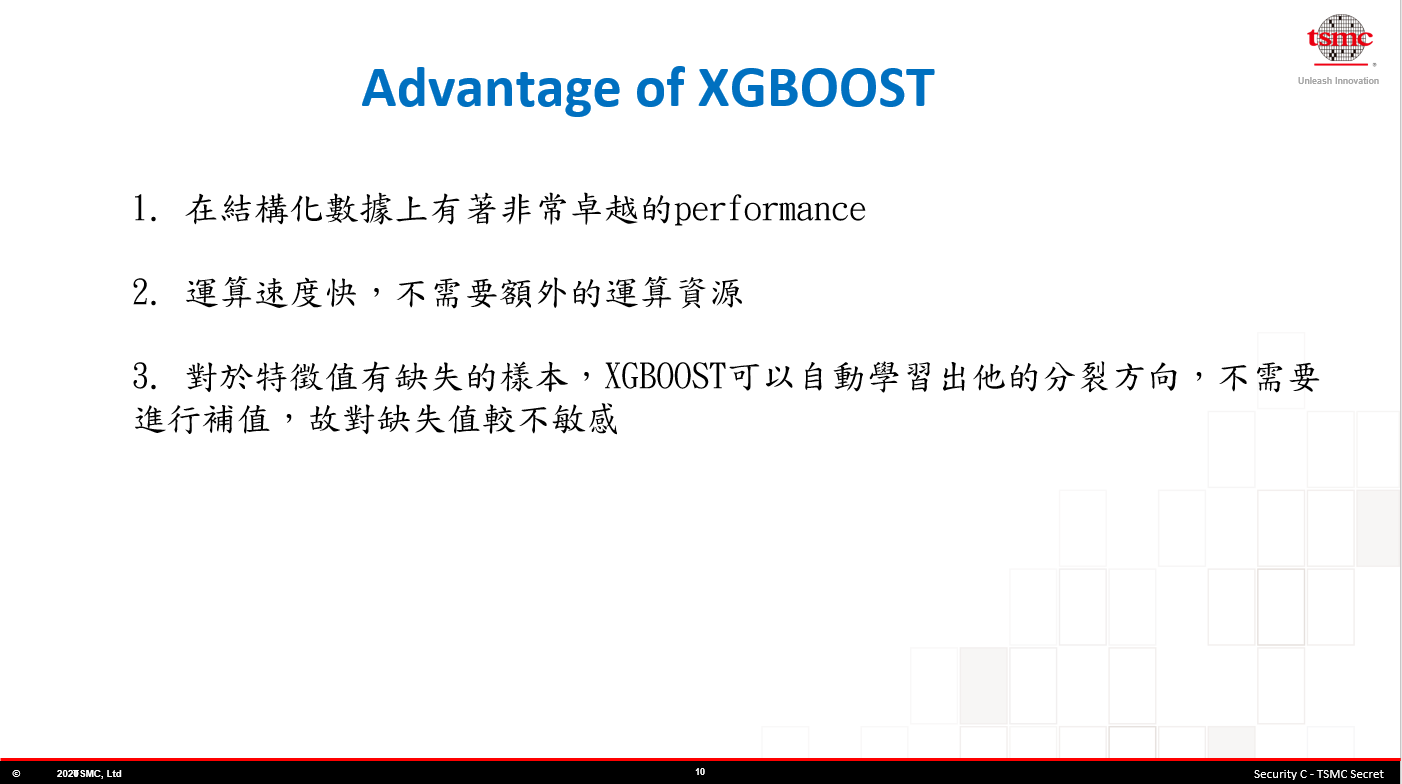 tsmc
Unleash Innovation
Advantage of XGBOOST
1. 在結構化數據上有著非常卓越的performance
2. 運算速度快，不需要額外的運算資源
3. 對於特徵值有缺失的樣本，XGBOOST可以自動學習出他的分裂方向，不需要
進行補值，故對缺失值較不敏感
© TSMC, Ltd
10
Security C - TSMC Secret